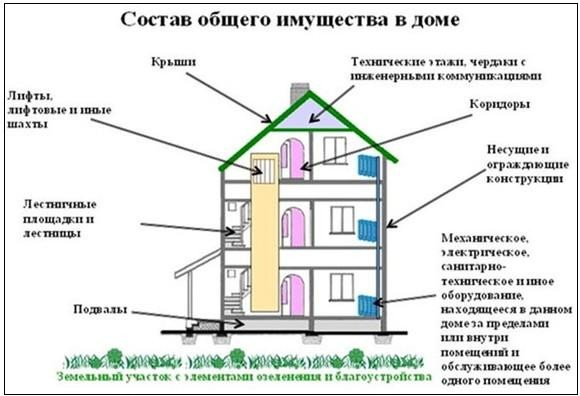 Состав общего имущества в доме
Крыши
Технические этажи, чердаки с
инженерными коммуникациями
Лифты,
лифтовые и иные
шахты
Коридоры
Несущие и
ограждающие
конструкции
Лестничные
площадки и
лестницы
Механическое,
электрическое,
санитарно-
техническое и иное
оборудование,
находящееся в данном
доме за пределами
или внутри
помещений и
обслуживающее более
одного помещения
Подвалы
Земельный участок с элементами озеленения и благоустройства